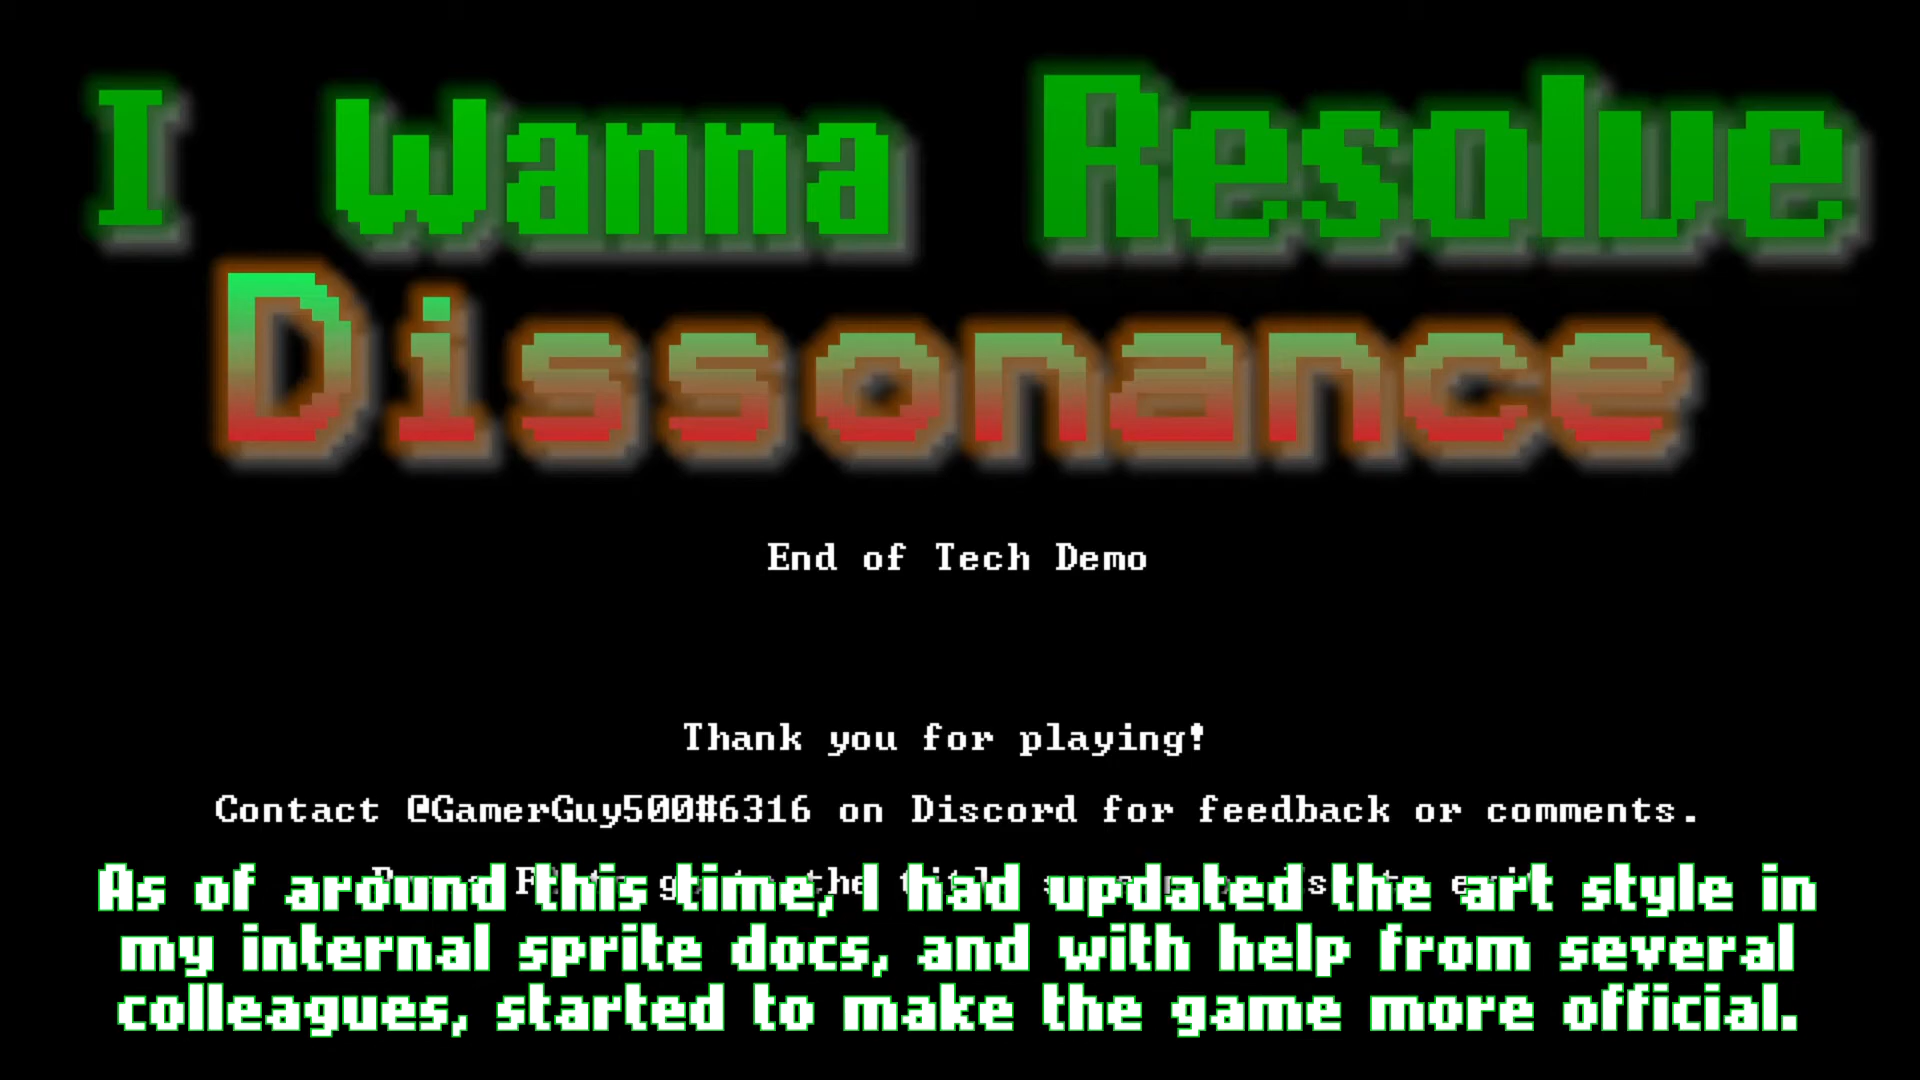 I Wanna Resolve
Dissonance
End of Tech Demo
Thank you for playing!
Contact @GamerGuy500#6316 on Discord for feedback or comments.
As of around this time, I had updated the art style in
my internal sprite docs, and with help from several
colleagues, started to make the game more official.